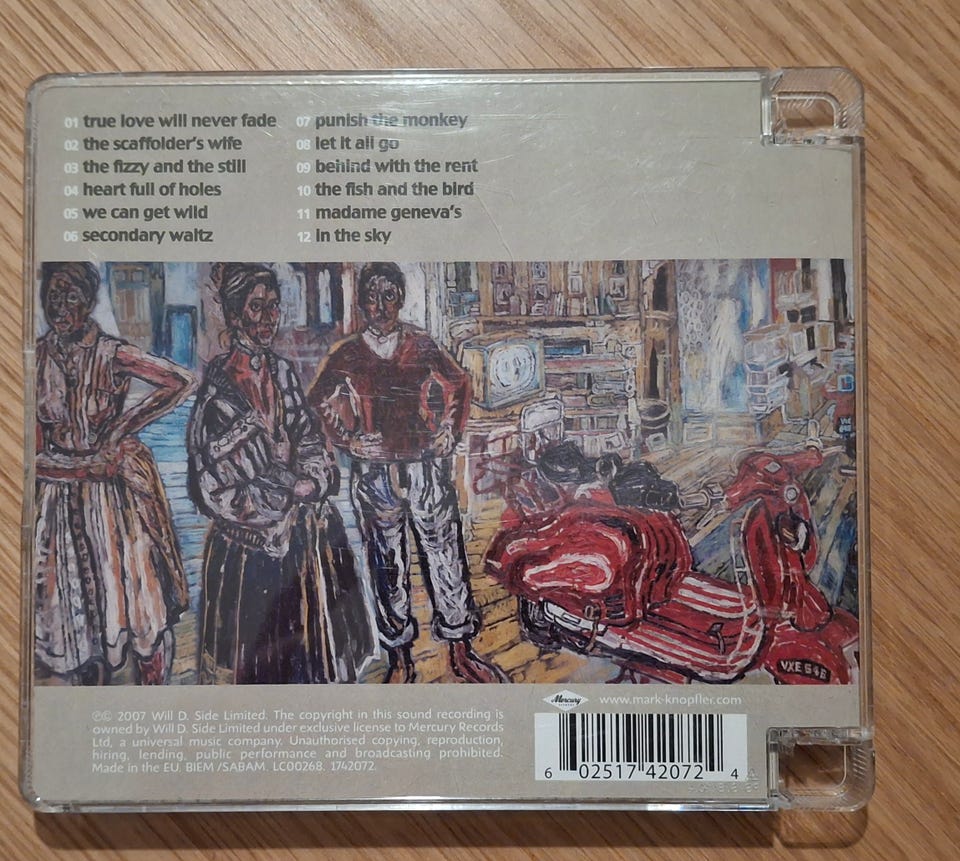 01 true love will never fade
02 the scaffolder's wife
03 the fizzy and the still
04 heart full of holes
05 we can get wild
06 secondary waltz
07 punish the monkey
08 let it all go
09 behind with the rent
10 the fish and the bird
11 madame geneva's
12 in the sky
VXE 646
Mercury
www.mark-knopfler.com
℗© 2007 Will D. Side Limited. The copyright in this sound recording is
owned by Will D. Side Limited under exclusive license to Mercury Records
Ltd, a universal music company. Unauthorised copying, reproduction,
hiring, lending, public performance and broadcasting prohibited.
Made in the EU. BIEM /SABAM. LC00268. 1742072.
6 02517 42072 4